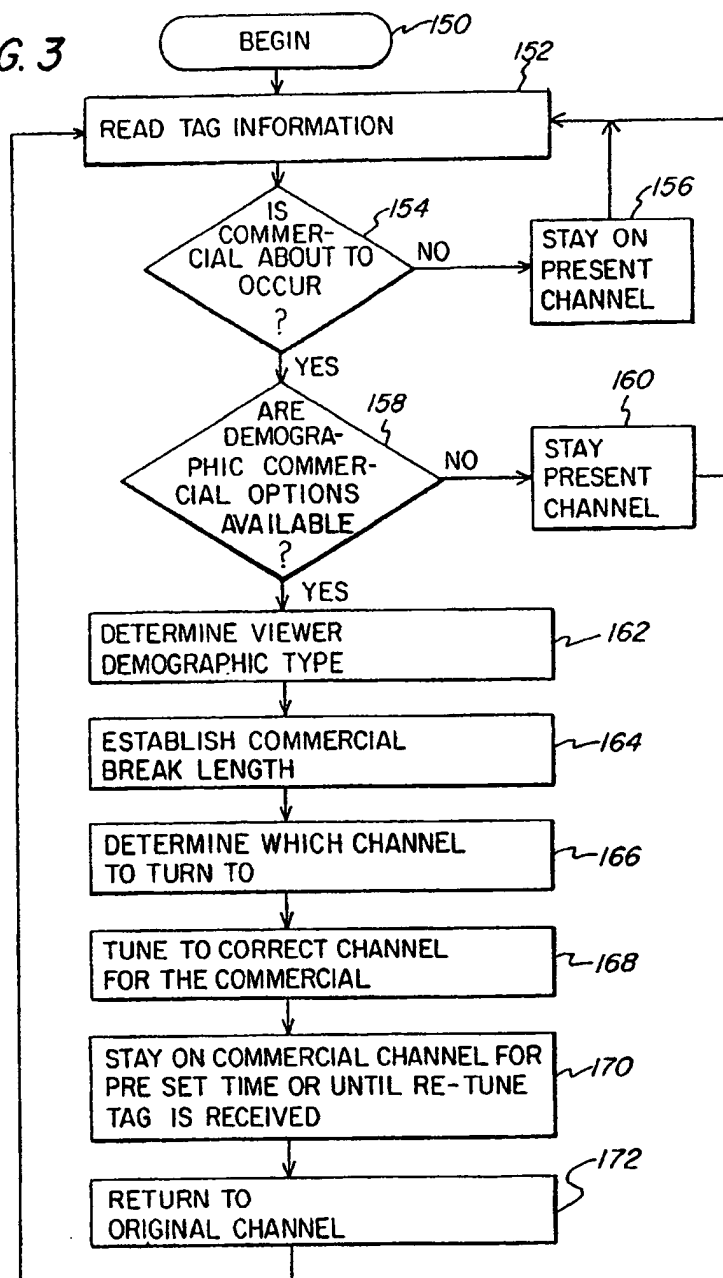 G. 3
BEGIN
150
152
READ TAG INFORMATION
IS
COMMER-
CIAL ABOUT TO
OCCUR
?
154
NO
156
STAY ON
PRESENT
CHANNEL
YES
ARE
DEMOGRA-
PHIC COMMER-
CIAL OPTIONS
AVAILABLE
?
158
NO
160
STAY
PRESENT
CHANNEL
YES
DETERMINE VIEWER
DEMOGRAPHIC TYPE
162
ESTABLISH COMMERCIAL
BREAK LENGTH
164
DETERMINE WHICH CHANNEL
TO TURN TO
166
TUNE TO CORRECT CHANNEL
FOR THE COMMERCIAL
168
STAY ON COMMERCIAL CHANNEL FOR
PRE SET TIME OR UNTIL RE-TUNE
TAG IS RECEIVED
170
RETURN TO
ORIGINAL CHANNEL
172